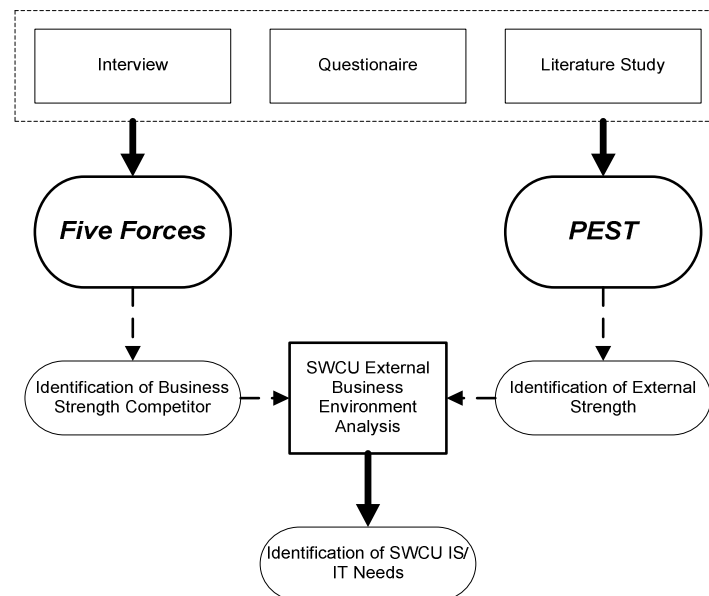 Interview
Questionaire
Literature Study
Five Forces
PEST
Identification of Business
Strength Competitor
SWCU External
Business
Environment
Analysis
Identification of External
Strength
Identification of SWCU IS/
IT Needs